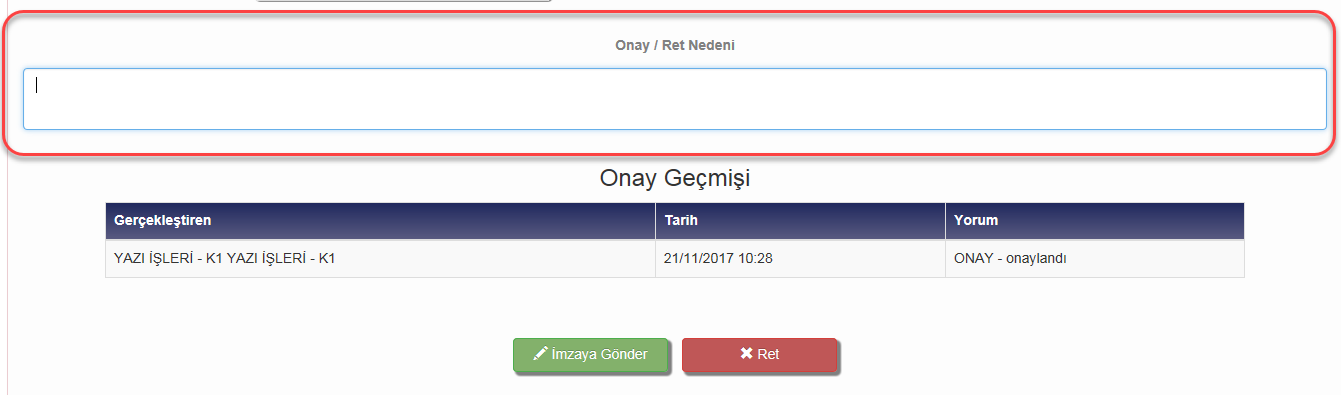 Onay / Ret Nedeni
Onay Geçmişi
Gerçekleştiren Tarih Yorum
YAZI İŞLERİ - K1 YAZI İŞLERİ - K1 21/11/2017 10:28 ONAY - onaylandı
İmzaya Gönder Ret